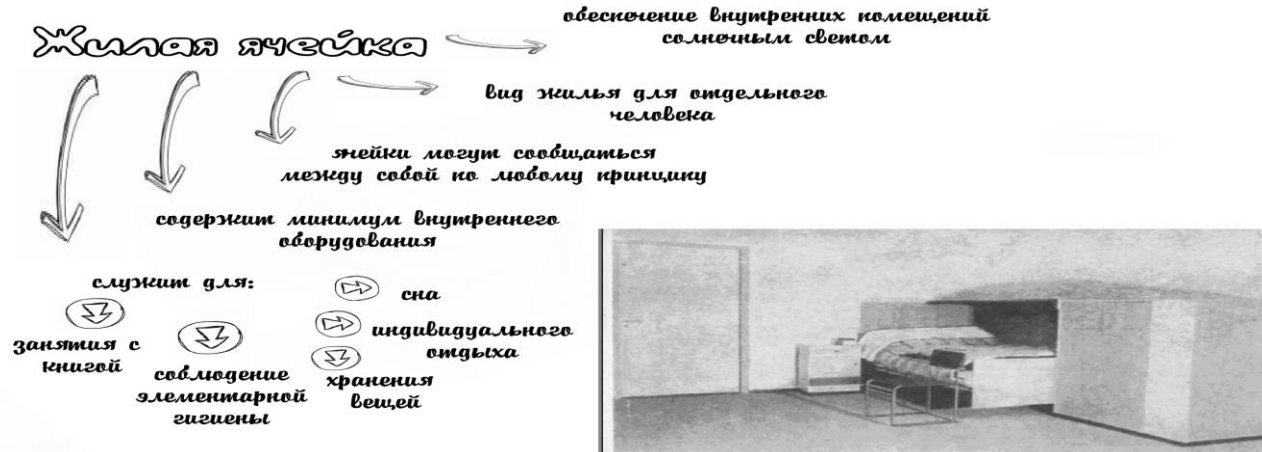 Жилая ячейка
обеспечение внутренних помещений
солнечным светом
вид жилья для отдельного
человека
ячейки могут сообщаться
между собой по любому принципу
содержит минимум внутреннего
оборудования
служит для:
сна
индивидуального
отдыха
хранения
вещей
соблюдение
элементарной
гигиены
занятия с
книгой